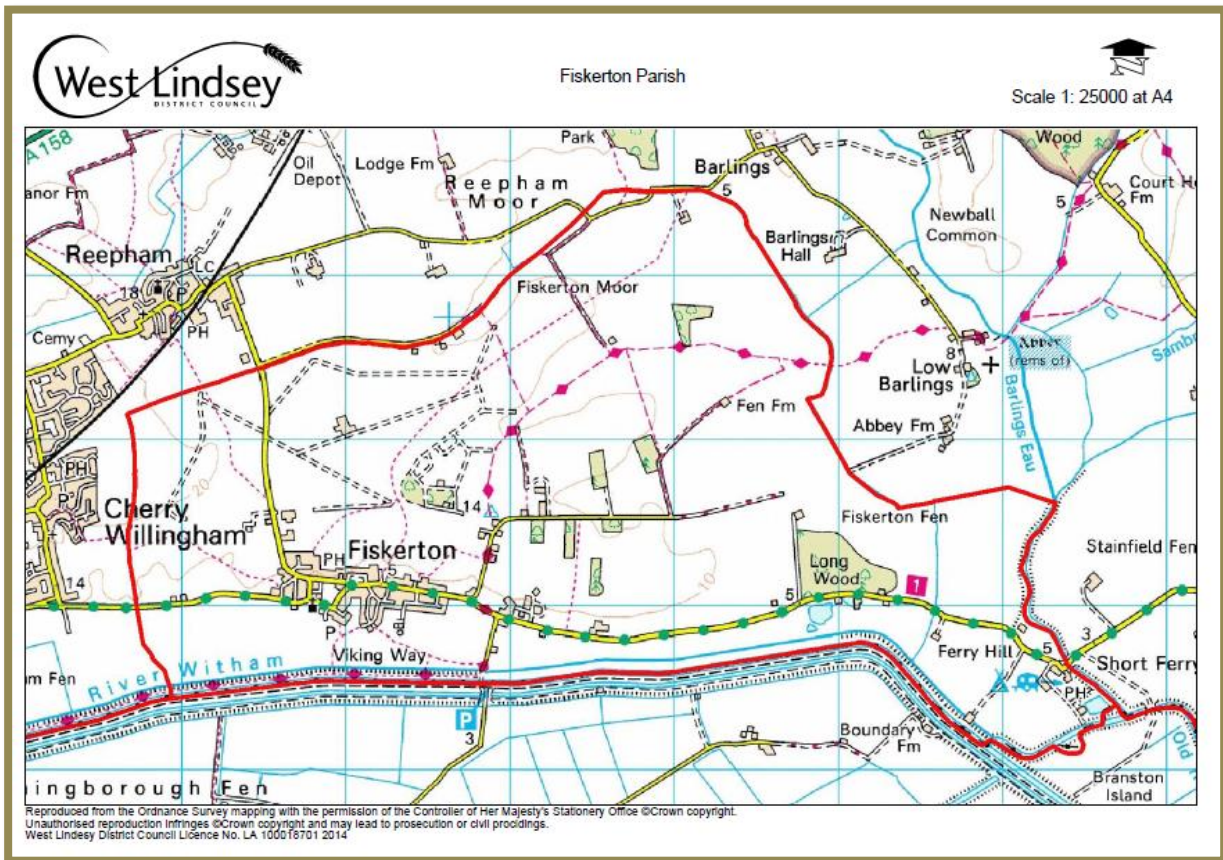 West Lindsey
DISTRICT COUNCIL
Fiskerton Parish
N
Scale 1: 25000 at A4
A 158
Oil
Depot
Lodge Fm
Park
Reepham
Moor
Barlings
5
Wood
Court H
Fm
5
anor Fm
Reepham
LC
18
P
PH
Cemy
Fiskerton Moor
Barlings
Hall
Newball
Common
8
Low
Barlings
Abbey
(rems of)
Barlings Eau
Fen Fm
Abbey Fm
PH
P
20
14
Cherry
Willingham
14
Fiskerton Fen
Stainfield Fen
PH
Fiskerton
5
10
Long
Wood
1
5
P
Viking Way
Ferry Hill
5
3
Short Ferry
PH
m Fen
River Witham
P
3
Boundary
Fm
Old
Branston
Island
ingborough Fen
Reproduced from the Ordnance Survey mapping with the permission of the Controller of Her Majesty's Stationery Office ©Crown copyright.
Unauthorised reproduction infringes ©Crown copyright and may lead to prosecution or civil procidings.
West Lindesy District Council Licence No. LA 100018701 2014